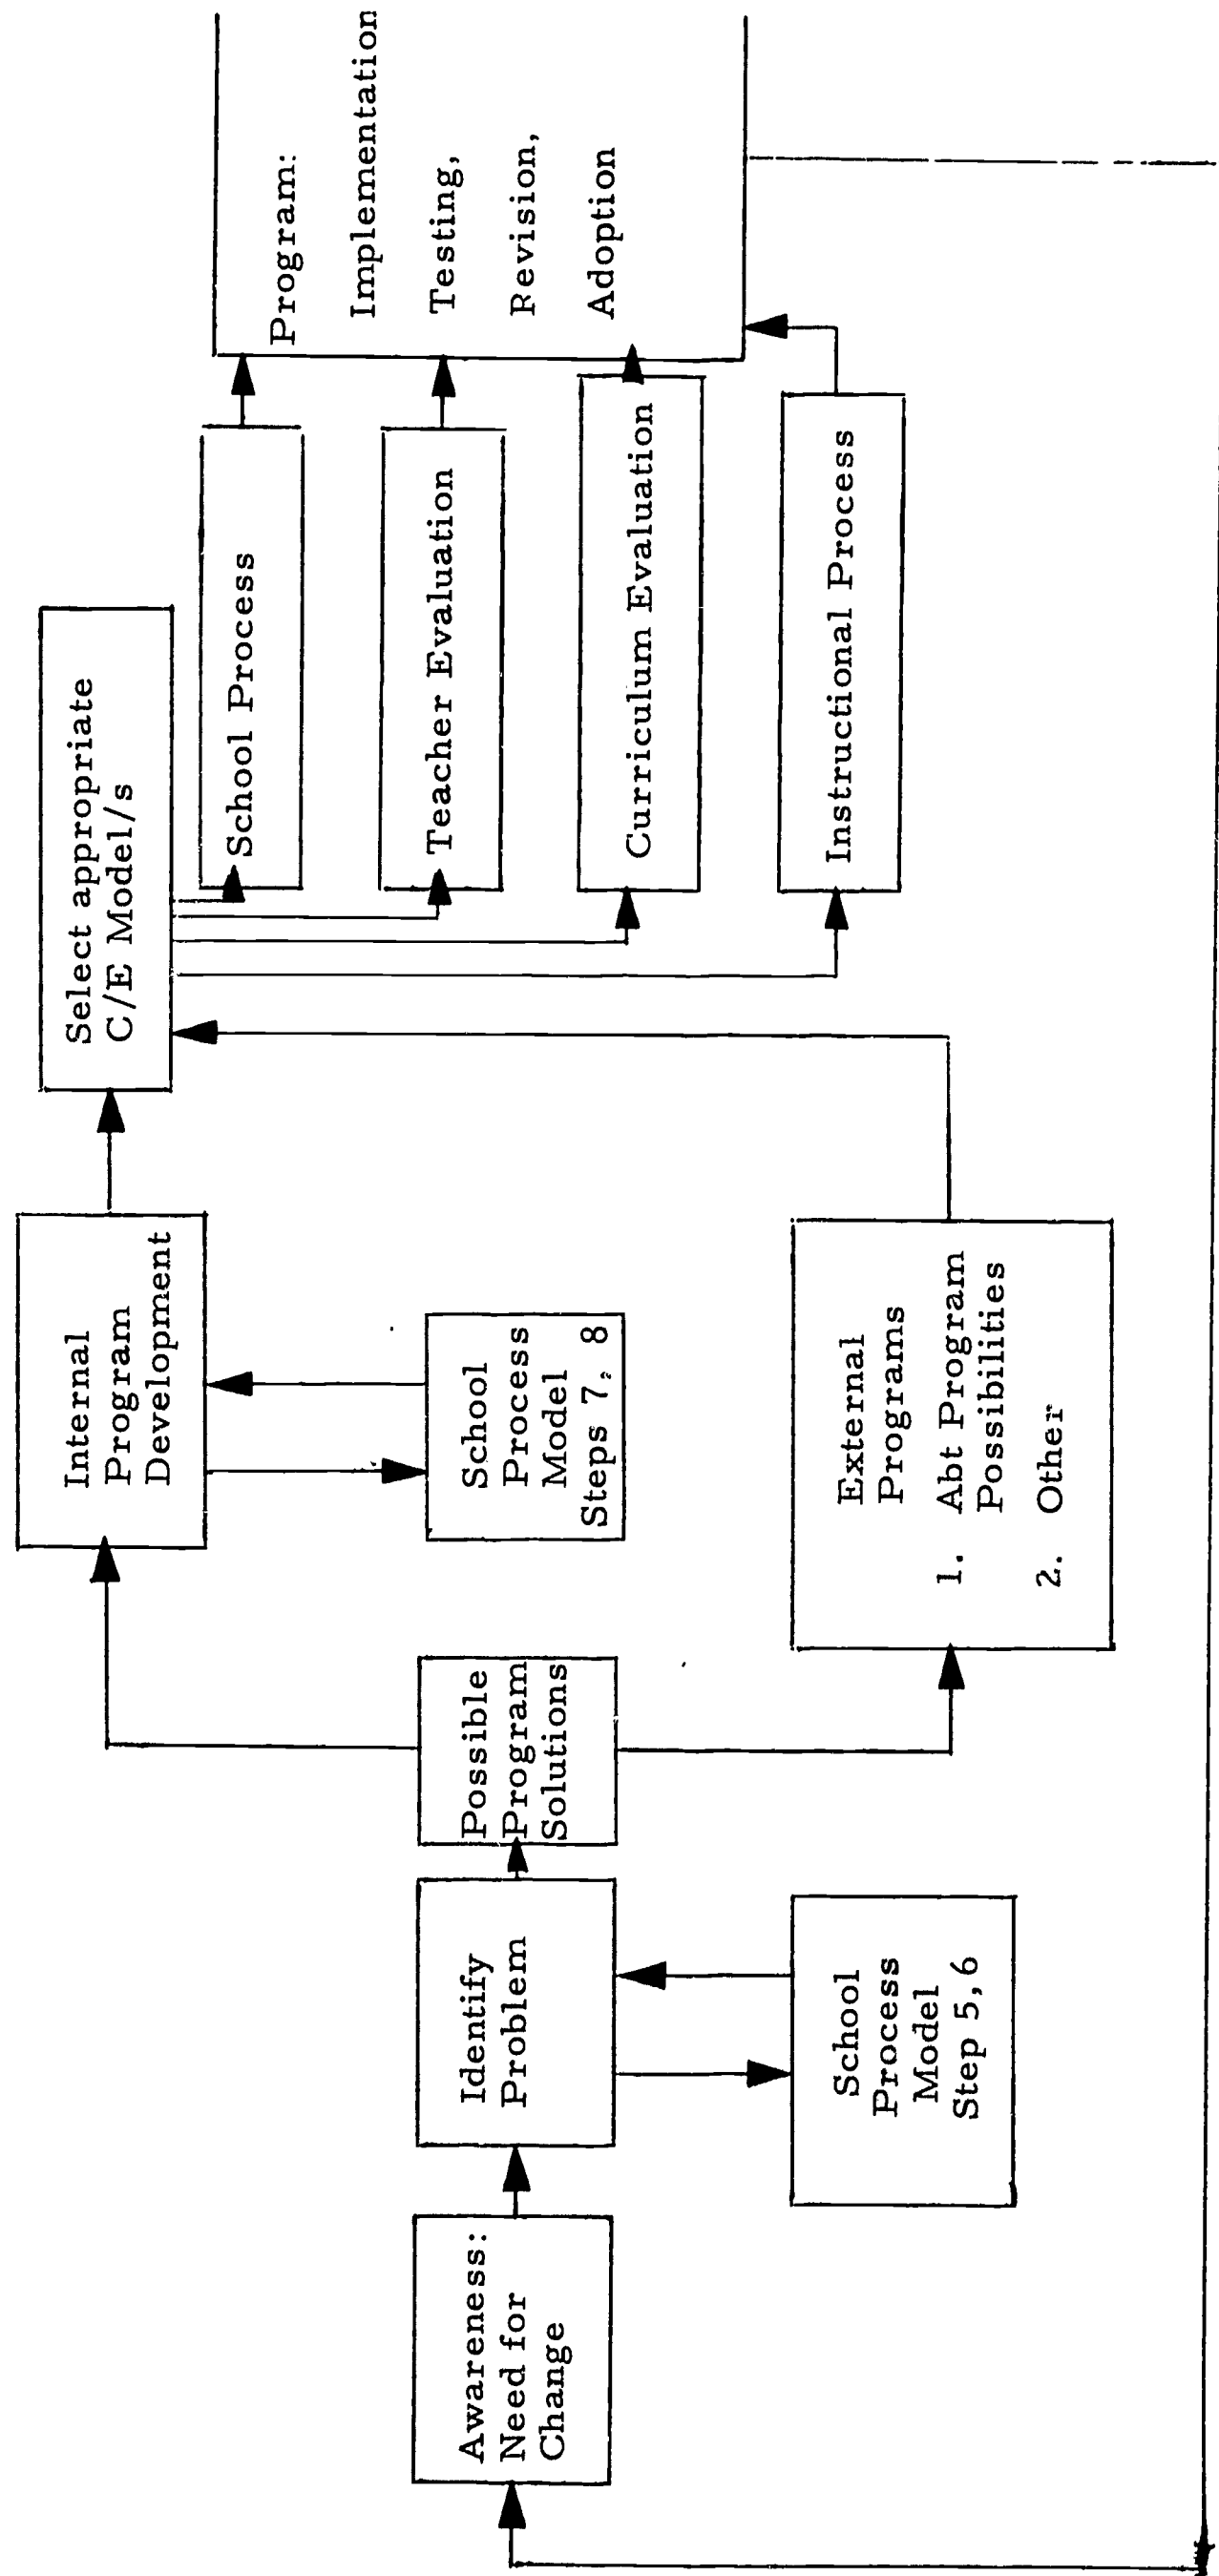 Awareness:
Need for
Change
Identify
Problem
School
Process
Model
Step 5, 6
Possible
Program
Solutions
Internal
Program
Development
School
Process
Model
Steps 7, 8
External
Programs
1. Abt Program
Possibilities
2. Other
Select appropriate
C/E Model/s
School Process
Teacher Evaluation
Curriculum Evaluation
Instructional Process
Program:
Implementation
Testing,
Revision,
Adoption